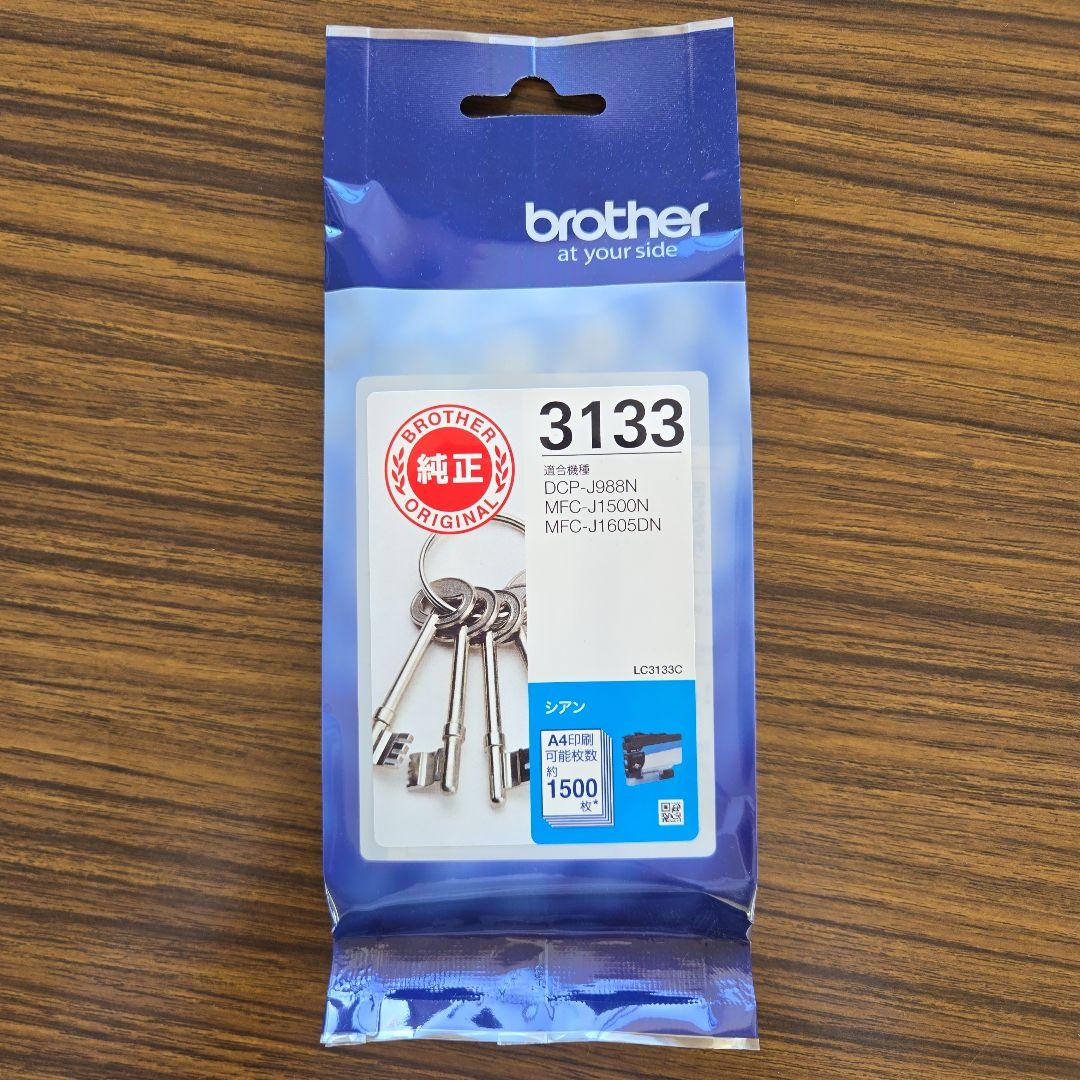 brother
at your side
BROTHER
純正
ORIGINAL
3133
適合機種
DCP-J988N
MFC-J1500N
MFC-J1605DN
LC3133C
シアン
A4印刷
可能枚数
約
1500
枚*